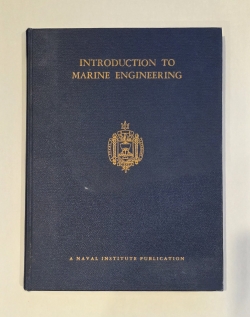 INTRODUCTION TO
MARINE ENGINEERING
A NAVAL INSTITUTE PUBLICATION